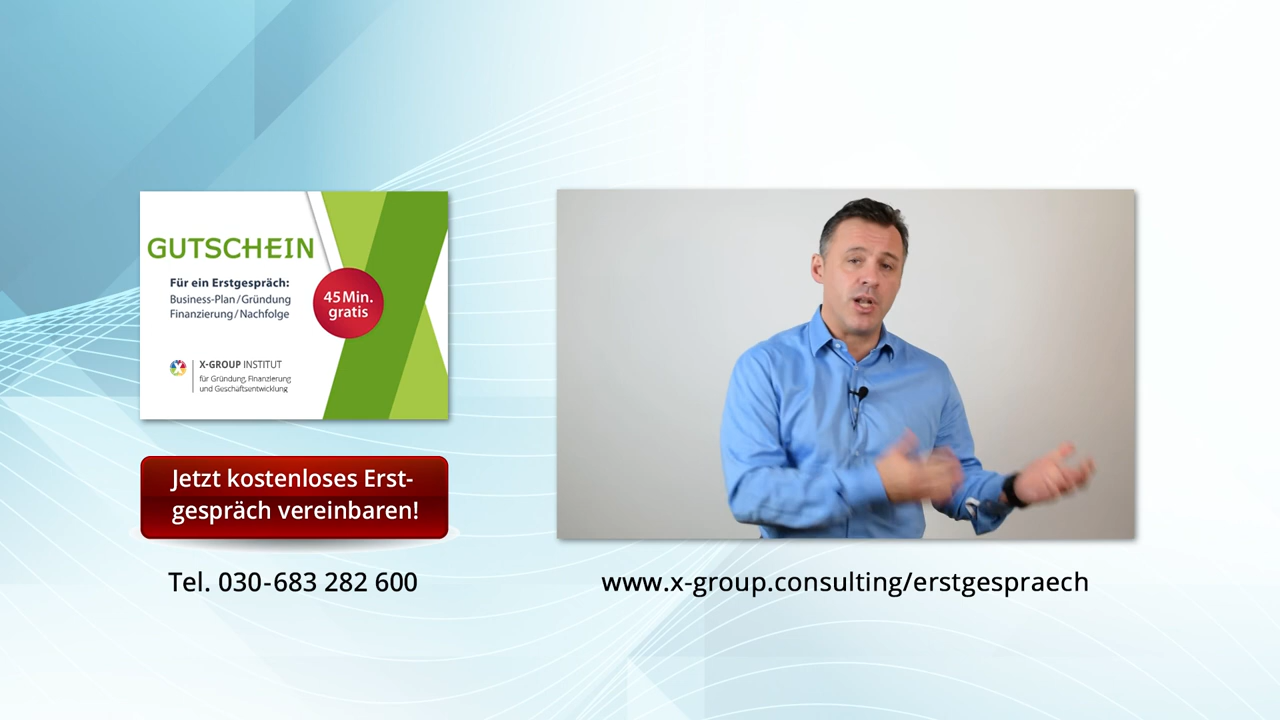 GUTSCHEIN
Für ein Erstgespräch:
Business-Plan/Gründung
Finanzierung/Nachfolge
45 Min.
gratis
X-GROUP INSTITUT
für Gründung, Finanzierung
und Geschäftsentwicklung
Jetzt kostenloses Erst-
gespräch vereinbaren!
Tel. 030-683 282 600
www.x-group.consulting/erstgespraech